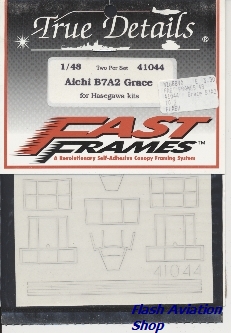 True Details
1/48 Two Per Set 41044
Aichi B7A2 Grace
for Hasegawa kits
FAST
FRAMES™
A Revolutionary Self-Adhesive Canopy Framing System
41044
Flash Aviation
Shop